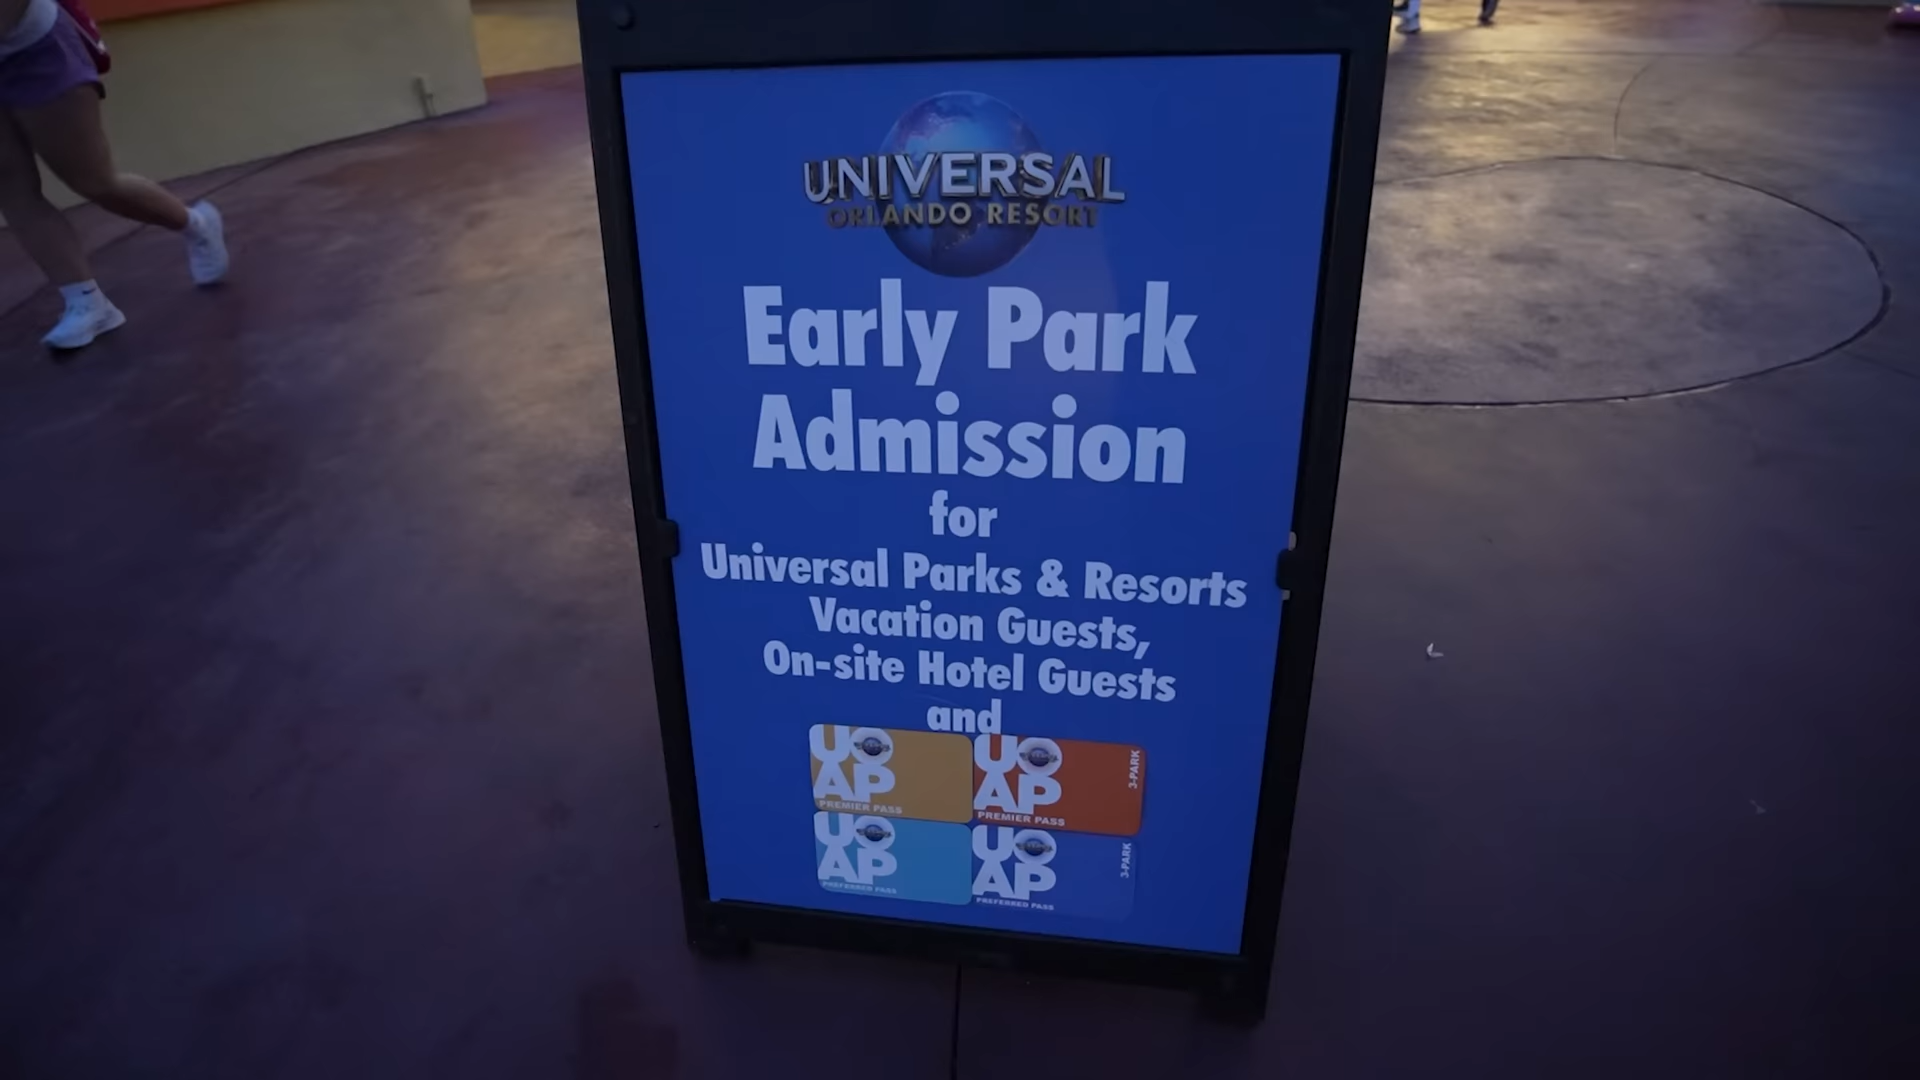 UNIVERSAL
ORLANDO RESORT
Early Park
Admission
for
Universal Parks & Resorts
Vacation Guests,
On-site Hotel Guests
and
UO
AP
PREMIER PASS
UO
AP
PREMIER PASS
3-PARK
UO
AP
PREFERRED PASS
UO
AP
PREFERRED PASS
3-PARK